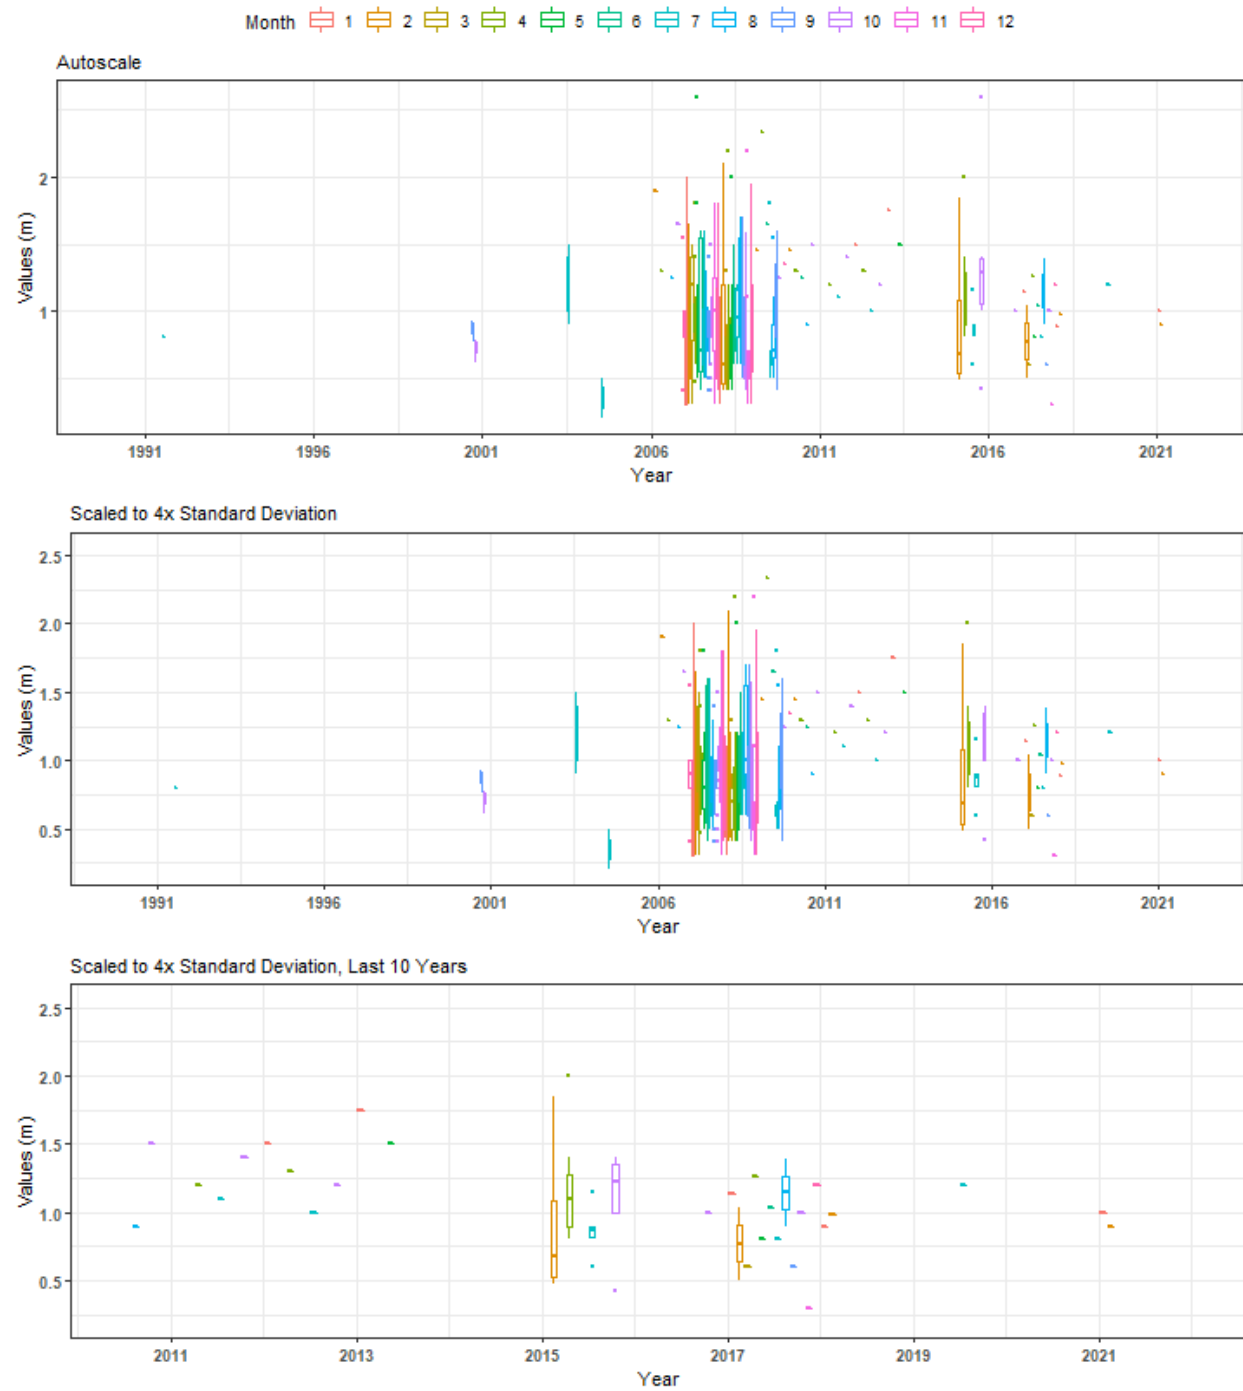 Month 1 2 3 4 5 6 7 8 9 10 11 12
Autoscale
2
1
Values (m)
1991 1996 2001 2006 2011 2016 2021
Year
Scaled to 4x Standard Deviation
2.5
2.0
1.5
1.0
0.5
Values (m)
1991 1996 2001 2006 2011 2016 2021
Year
Scaled to 4x Standard Deviation, Last 10 Years
2.5
2.0
1.5
1.0
0.5
Values (m)
2011 2013 2015 2017 2019 2021
Year